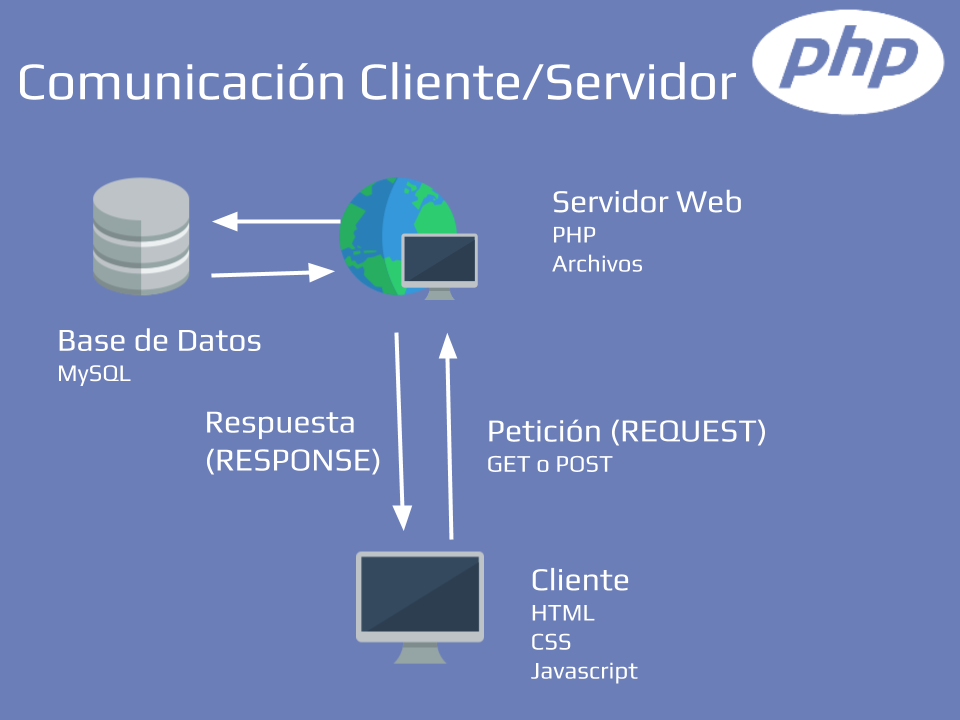 Comunicación Cliente/Servidor
php
Servidor Web
PHP
Archivos
Base de Datos
MySQL
Respuesta
(RESPONSE)
Petición (REQUEST)
GET o POST
Cliente
HTML
CSS
Javascript